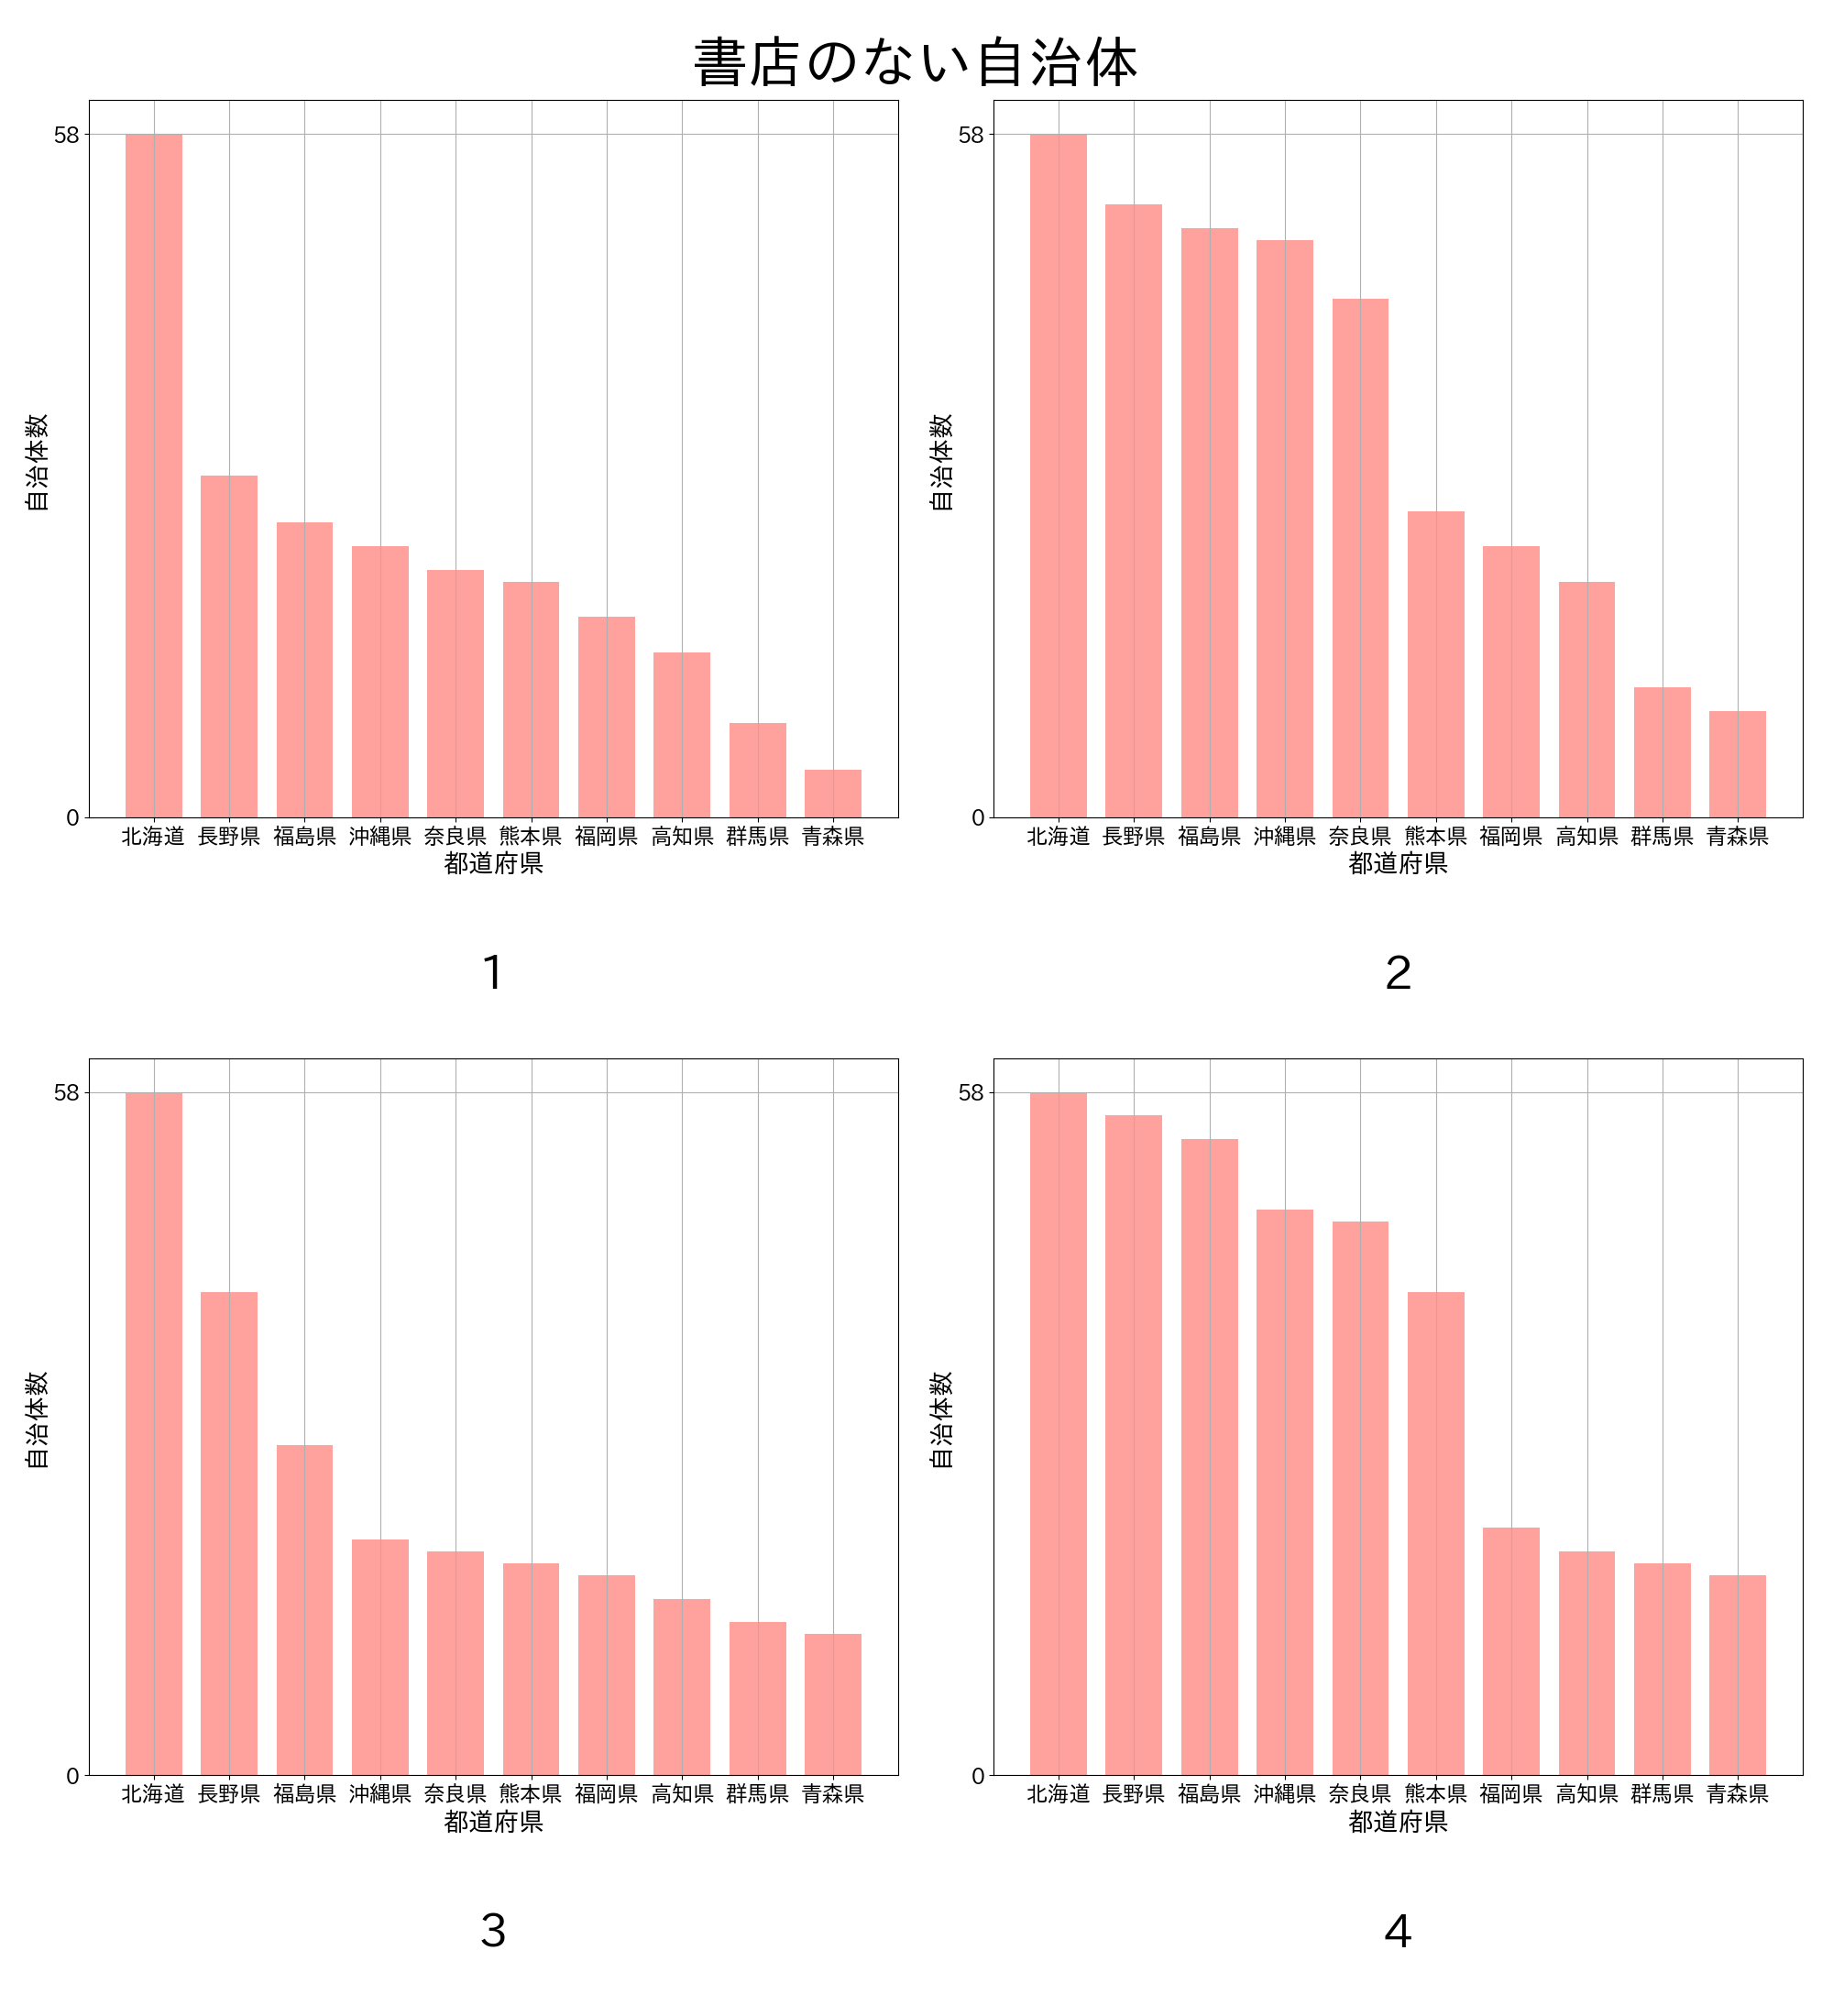 書店のない自治体
58
0
自治体数
北海道 長野県 福島県 沖縄県 奈良県 熊本県 福岡県 高知県 群馬県 青森県
都道府県
1
58
0
自治体数
北海道 長野県 福島県 沖縄県 奈良県 熊本県 福岡県 高知県 群馬県 青森県
都道府県
2
58
0
自治体数
北海道 長野県 福島県 沖縄県 奈良県 熊本県 福岡県 高知県 群馬県 青森県
都道府県
3
58
0
自治体数
北海道 長野県 福島県 沖縄県 奈良県 熊本県 福岡県 高知県 群馬県 青森県
都道府県
4